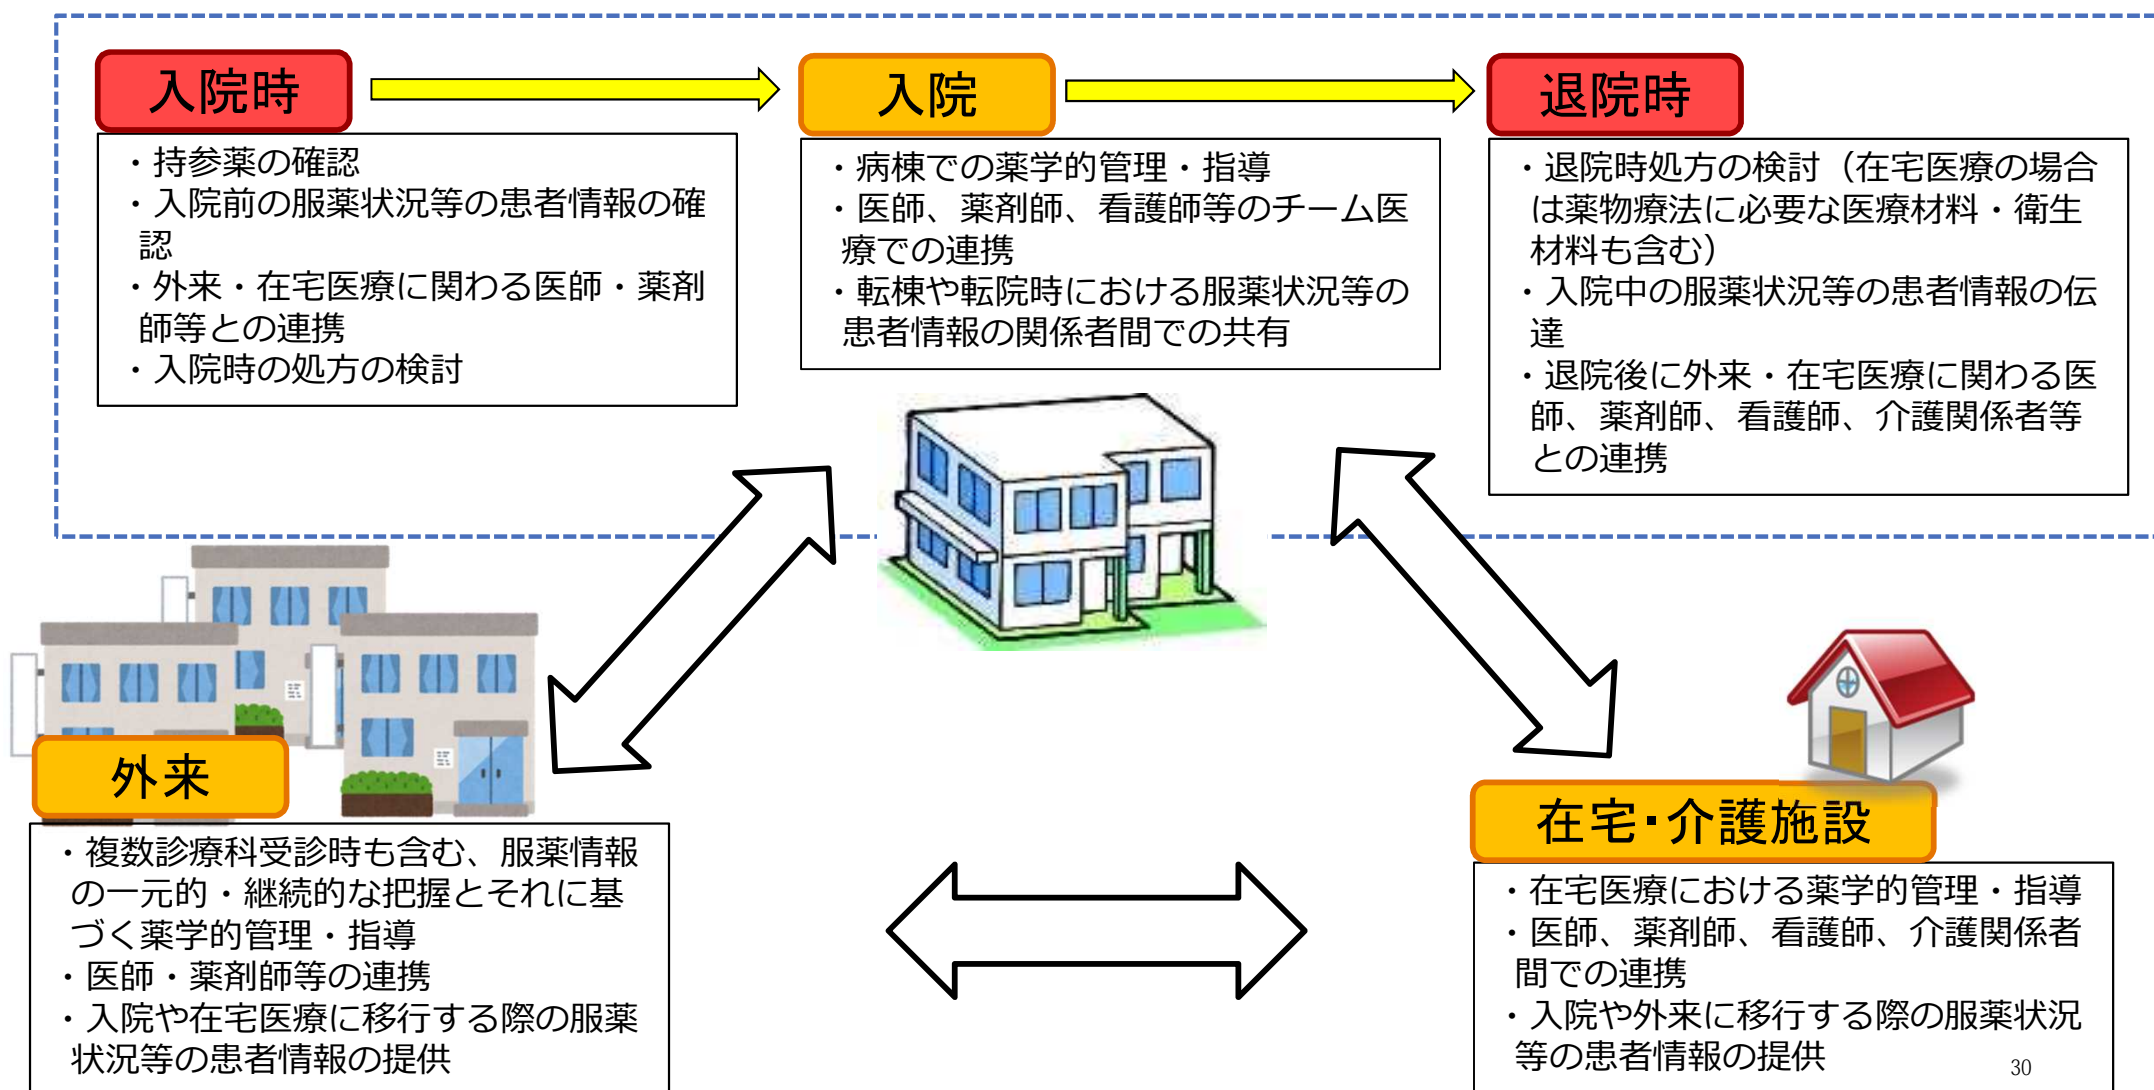 入院時
・持参薬の確認
・入院前の服薬状況等の患者情報の確
認
・外来・在宅医療に関わる医師・薬剤
師等との連携
・入院時の処方の検討
入院
・病棟での薬学的管理・指導
・医師、薬剤師、看護師等のチーム医
療での連携
・転棟や転院時における服薬状況等の
患者情報の関係者間での共有
退院時
・退院時処方の検討（在宅医療の場合
は薬物療法に必要な医療材料・衛生
材料も含む）
・入院中の服薬状況等の患者情報の伝
達
・退院後に外来・在宅医療に関わる医
師、薬剤師、看護師、介護関係者等
との連携
外来
・複数診療科受診時も含む、服薬情報
の一元的・継続的な把握とそれに基
づく薬学的管理・指導
・医師・薬剤師等の連携
・入院や在宅医療に移行する際の服薬
状況等の患者情報の提供
在宅・介護施設
・在宅医療における薬学的管理・指導
・医師、薬剤師、看護師、介護関係者
間での連携
・入院や外来に移行する際の服薬状況
等の患者情報の提供
30